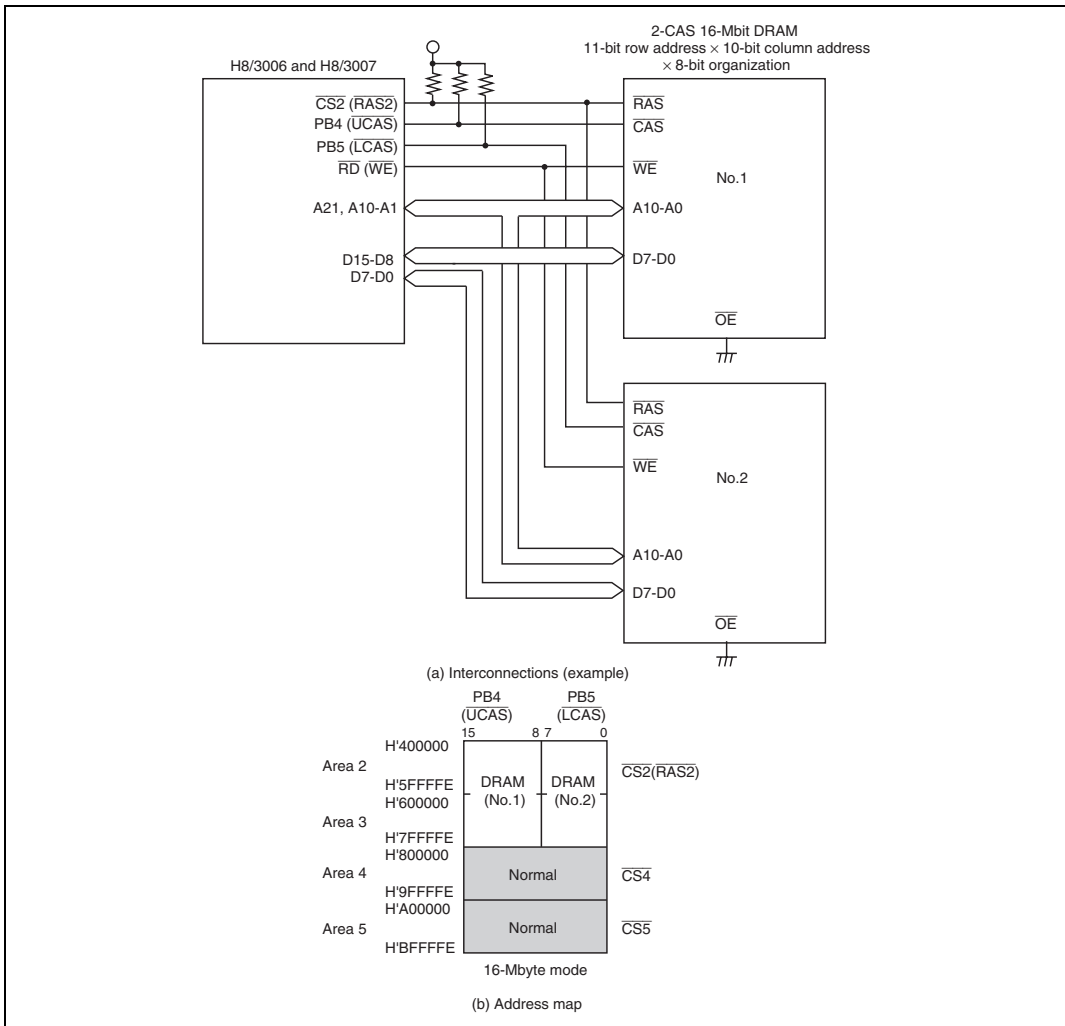 2-CAS 16-Mbit DRAM
11-bit row address × 10-bit column address
× 8-bit organization
H8/3006 and H8/3007
CS2 (RAS2)
PB4 (UCAS)
PB5 (LCAS)
RD (WE)
A21, A10-A1
D15-D8
D7-D0
RAS
CAS
WE
No.1
A10-A0
D7-D0
OE
RAS
CAS
WE
No.2
A10-A0
D7-D0
OE
(a) Interconnections (example)
PB4 PB5
(UCAS) (LCAS)
15 8 7 0
H'400000
Area 2
CS2(RAS2)
H'5FFFFE
H'600000
DRAM DRAM
(No.1) (No.2)
Area 3
H'7FFFFE
H'800000
Area 4 Normal CS4
H'9FFFFE
H'A00000
Area 5 Normal CS5
H'BFFFFE
16-Mbyte mode
(b) Address map